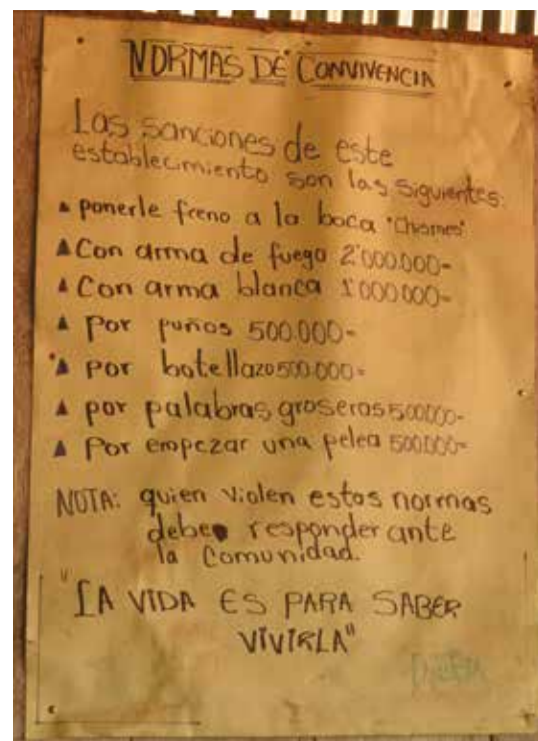 NORMAS DE CONVIVENCIA
Las sanciones de este
establecimiento son las siguientes:
ponerle freno a la boca "Chismes"
Con arma de fuego 2'000.000=
Con arma blanca 1'000.000=
por puños 500.000=
por botellazo 500.000=
por palabras groseras 500000=
Por empezar una pelea 500.000=
NOTA: quien violen estas normas
debe responder ante
la Comunidad.
"LA VIDA ES PARA SABER
VIVIRLA"